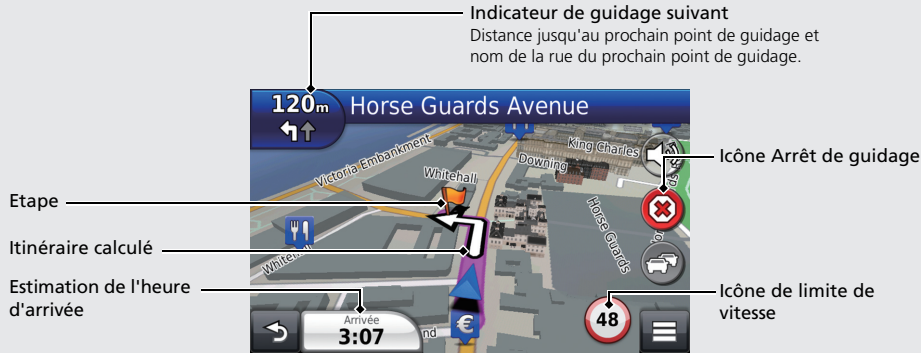 Indicateur de guidage suivant
Distance jusqu'au prochain point de guidage et
nom de la rue du prochain point de guidage.
120m
Horse Guards Avenue
King Charles
Victoria Embankment
Downing
Whitehall
Icône Arrêt de guidage
Etape
Horse Guards
Itinéraire calculé
Whitehall
Estimation de l'heure
d'arrivée
Icône de limite de
vitesse
Arrivée
3:07
nd
€
48